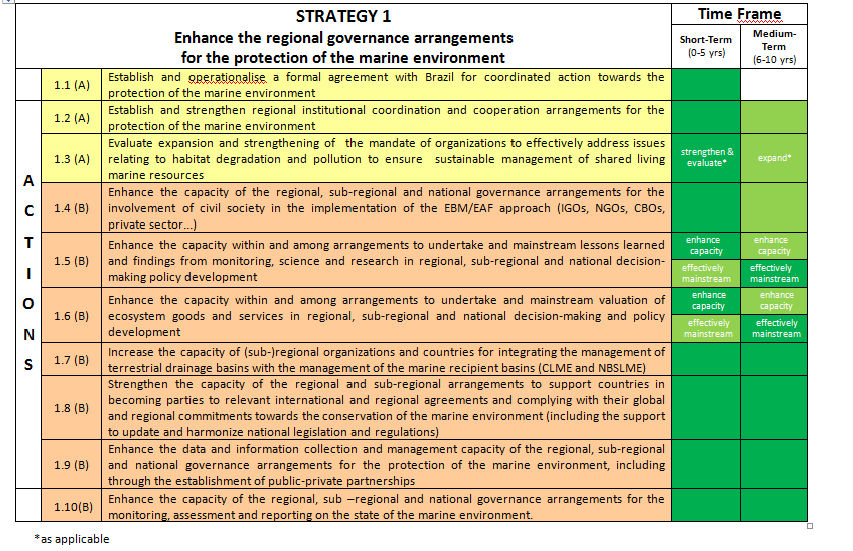 STRATEGY 1
Enhance the regional governance arrangements
for the protection of the marine environment
Time Frame
Short-Term
(0-5 yrs)
Medium-
Term
(6-10 yrs)
A
C
T
I
O
N
S
1.1 (A)
Establish and operationalise a formal agreement with Brazil for coordinated action towards the
protection of the marine environment
1.2 (A)
Establish and strengthen regional institutional coordination and cooperation arrangements for the
protection of the marine environment
1.3 (A)
Evaluate expansion and strengthening of the mandate of organizations to effectively address issues
relating to habitat degradation and pollution to ensure sustainable management of shared living
marine resources
strengthen &
evaluate*
expand*
1.4 (B)
Enhance the capacity of the regional, sub-regional and national governance arrangements for the
involvement of civil society in the implementation of the EBM/EAF approach (IGOs, NGOs, CBOs,
private sector...)
1.5 (B)
Enhance the capacity within and among arrangements to undertake and mainstream lessons learned
and findings from monitoring, science and research in regional, sub-regional and national decision-
making policy development
enhance
capacity
enhance
capacity
effectively
mainstream
effectively
mainstream
1.6 (B)
Enhance the capacity within and among arrangements to undertake and mainstream valuation of
ecosystem goods and services in regional, sub-regional and national decision-making and policy
development
enhance
capacity
enhance
capacity
effectively
mainstream
effectively
mainstream
1.7 (B)
Increase the capacity of (sub-)regional organizations and countries for integrating the management of
terrestrial drainage basins with the management of the marine recipient basins (CLME and NBSLME)
1.8 (B)
Strengthen the capacity of the regional and sub-regional arrangements to support countries in
becoming parties to relevant international and regional agreements and complying with their global
and regional commitments towards the conservation of the marine environment (including the support
to update and harmonize national legislation and regulations)
1.9 (B)
Enhance the data and information collection and management capacity of the regional, sub-regional
and national governance arrangements for the protection of the marine environment, including
through the establishment of public-private partnerships
1.10(B)
Enhance the capacity of the regional, sub –regional and national governance arrangements for the
monitoring, assessment and reporting on the state of the marine environment.
*as applicable